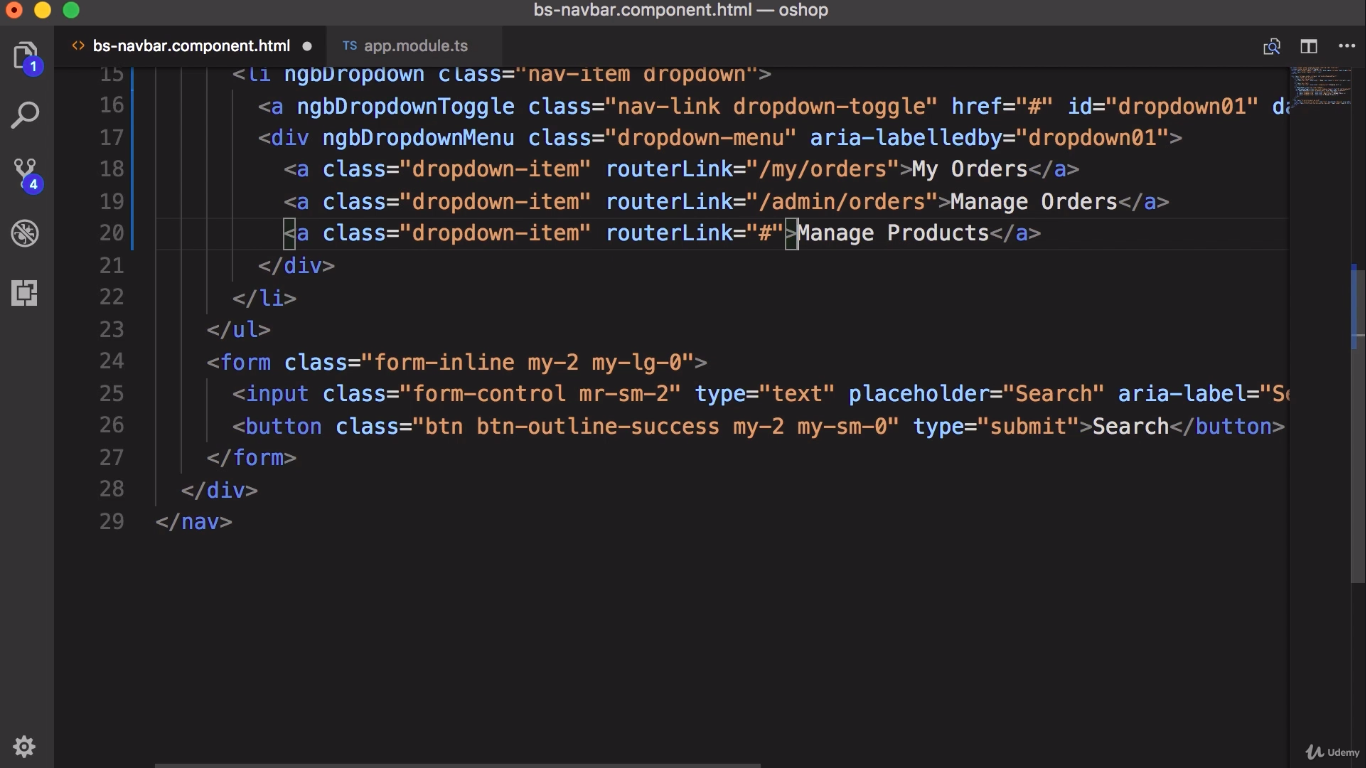 bs-navbar.component.html — oshop
<> bs-navbar.component.html ● TS app.module.ts
15 <li ngbDropdown class="nav-item dropdown">
16 <a ngbDropdownToggle class="nav-link dropdown-toggle" href="#" id="dropdown01" da
17 <div ngbDropdownMenu class="dropdown-menu" aria-labelledby="dropdown01">
18 <a class="dropdown-item" routerLink="/my/orders">My Orders</a>
19 <a class="dropdown-item" routerLink="/admin/orders">Manage Orders</a>
20 <a class="dropdown-item" routerLink="#">Manage Products</a>
21 </div>
22 </li>
23 </ul>
24 <form class="form-inline my-2 my-lg-0">
25 <input class="form-control mr-sm-2" type="text" placeholder="Search" aria-label="Se
26 <button class="btn btn-outline-success my-2 my-sm-0" type="submit">Search</button>
27 </form>
28 </div>
29 </nav>
1
4
Udemy